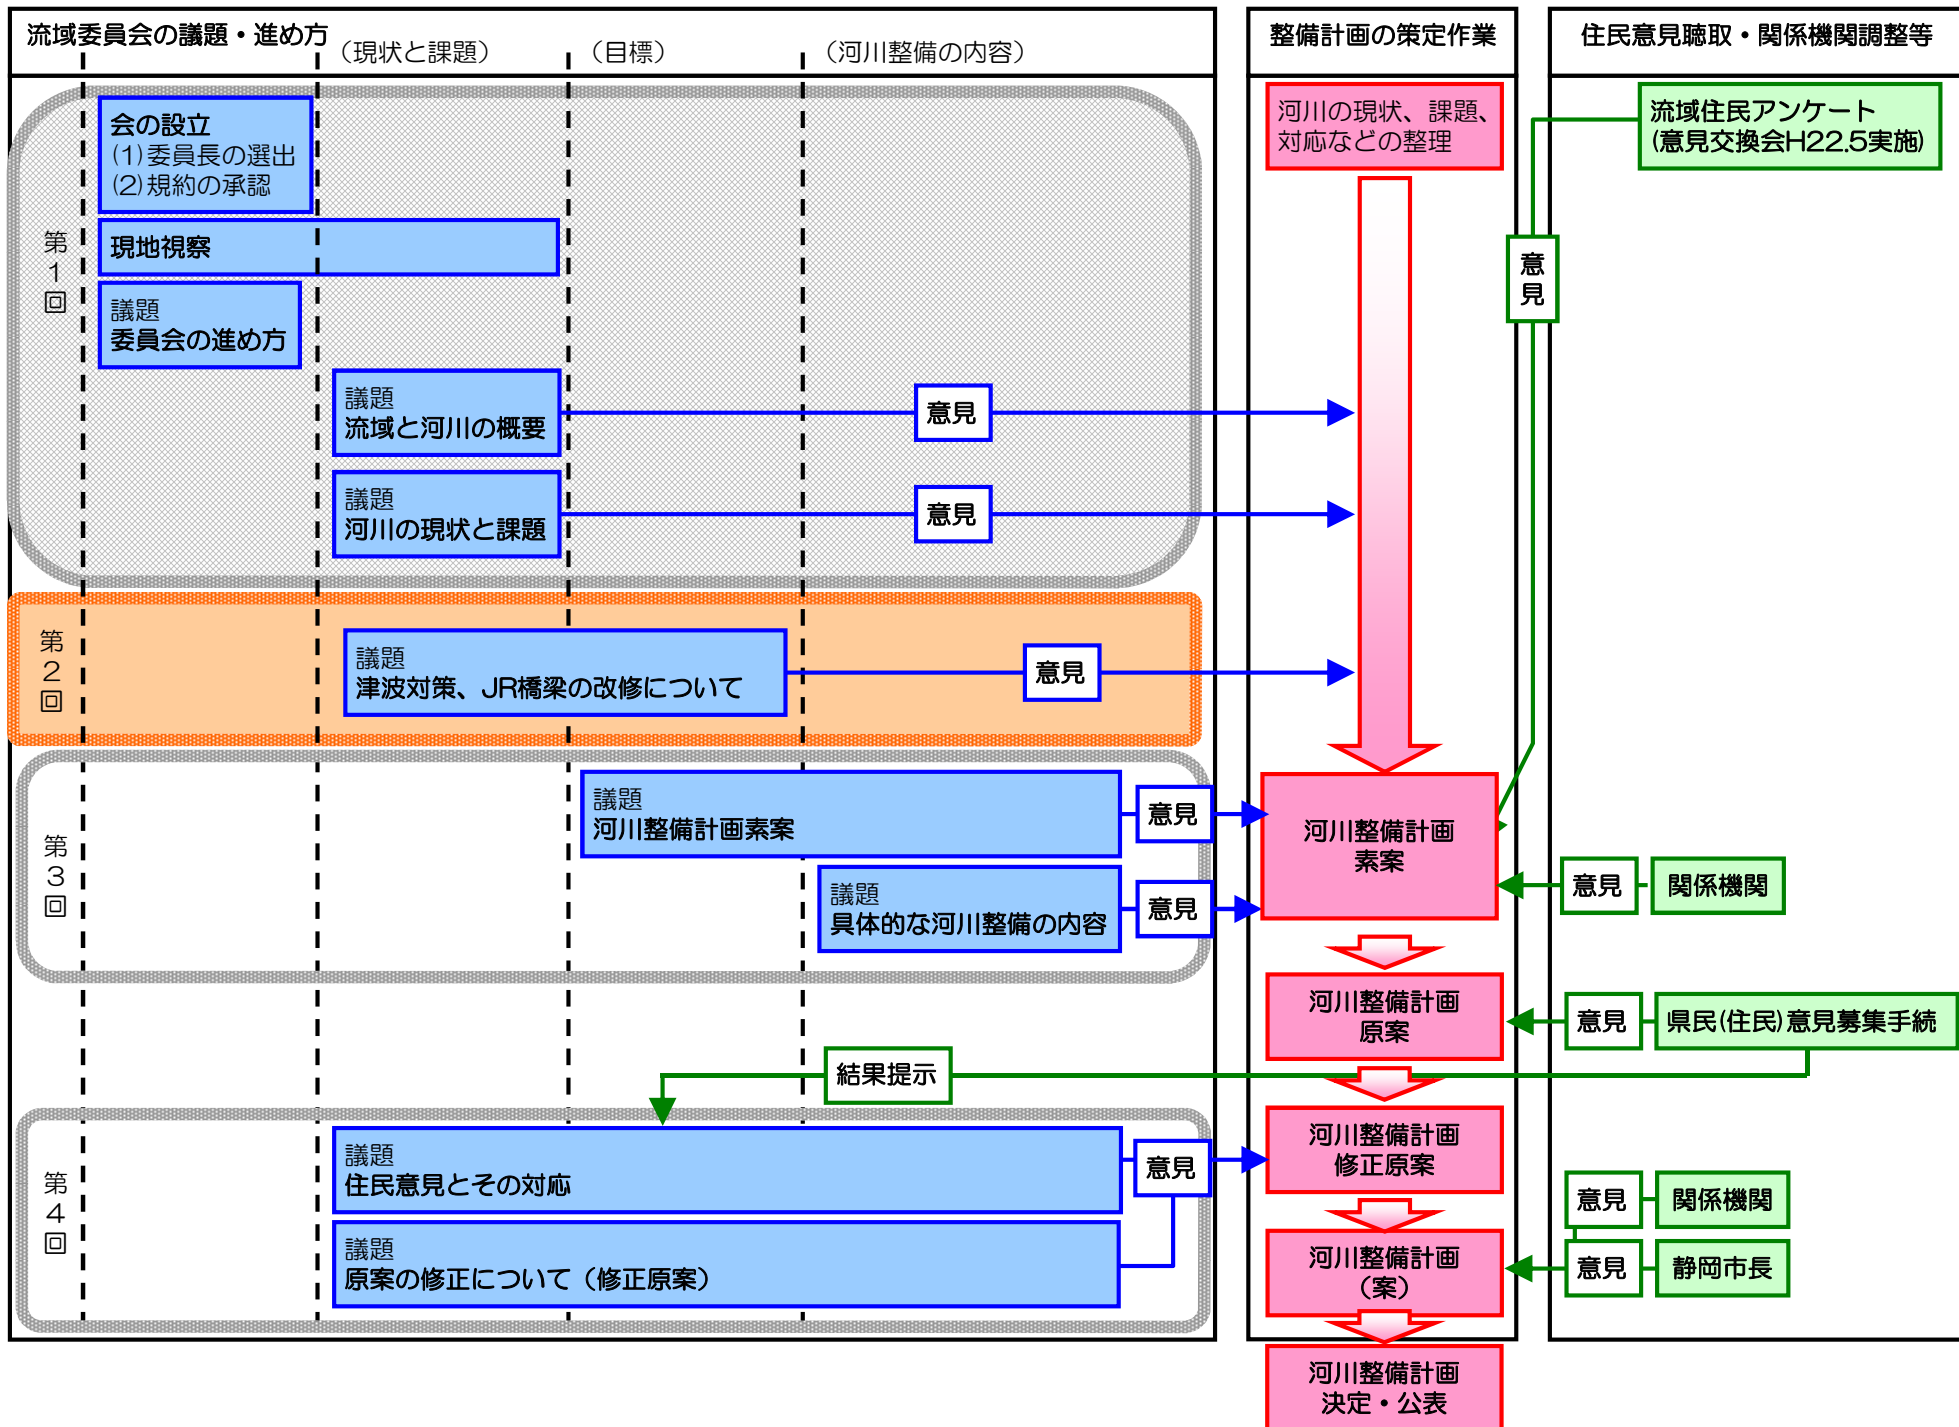 流域委員会の議題・進め方
（現状と課題）
（目標）
（河川整備の内容）
整備計画の策定作業
住民意見聴取・関係機関調整等
第
1
回
会の設立
(1)委員長の選出
(2)規約の承認
現地視察
議題
委員会の進め方
議題
流域と河川の概要
意見
議題
河川の現状と課題
意見
河川の現状、課題、
対応などの整理
流域住民アンケート
(意見交換会H22.5実施)
意
見
第
2
回
議題
津波対策、JR橋梁の改修について
意見
第
3
回
議題
河川整備計画素案
意見
議題
具体的な河川整備の内容
意見
河川整備計画
素案
意見
関係機関
河川整備計画
原案
意見
県民(住民)意見募集手続
結果提示
第
4
回
議題
住民意見とその対応
意見
議題
原案の修正について（修正原案）
河川整備計画
修正原案
意見
関係機関
河川整備計画
（案）
意見
静岡市長
河川整備計画
決定・公表